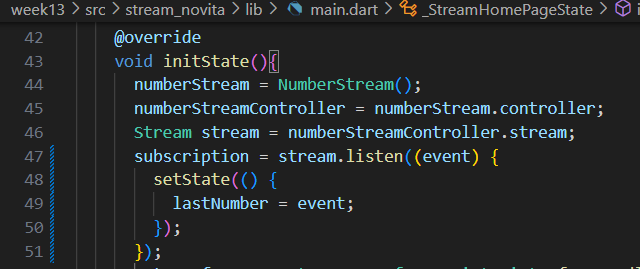 week13 > src > stream_novita > lib > main.dart > _StreamHomePageState >
42 @override
43 void initState(){
44 numberStream = NumberStream();
45 numberStreamController = numberStream.controller;
46 Stream stream = numberStreamController.stream;
47 subscription = stream.listen((event) {
48 setState(() {
49 lastNumber = event;
50 });
51 });